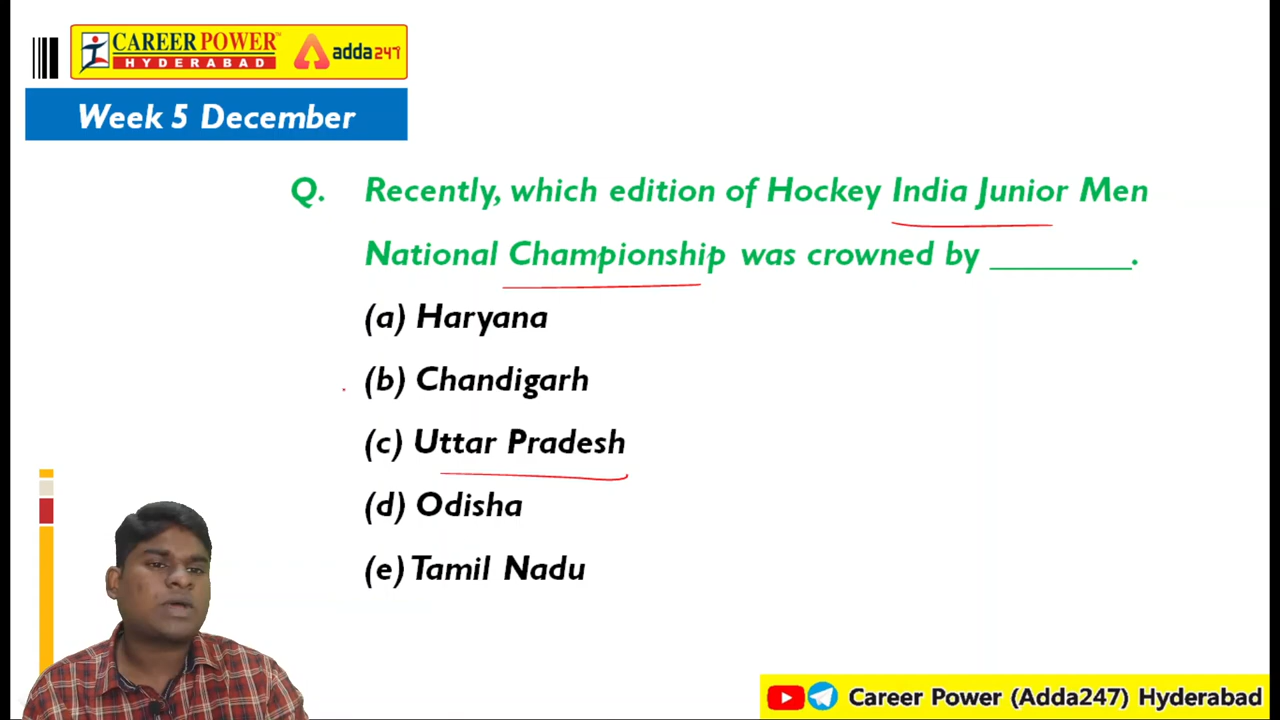 CAREER POWER
HYDERABAD
adda247
Week 5 December
Q. Recently, which edition of Hockey India Junior Men
National Championship was crowned by ________.
(a) Haryana
(b) Chandigarh
(c) Uttar Pradesh
(d) Odisha
(e) Tamil Nadu
Career Power (Adda247) Hyderabad